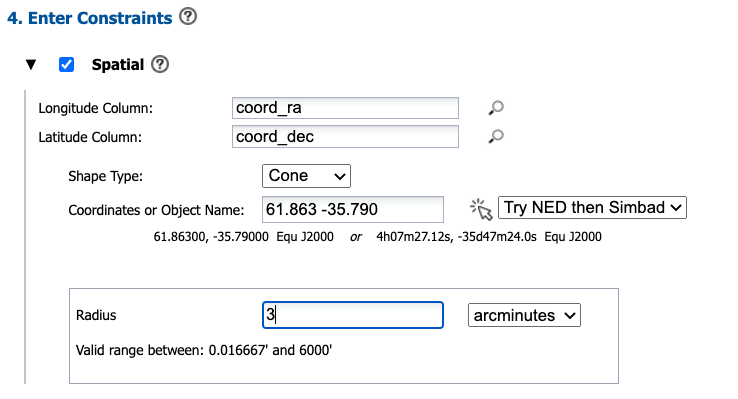 4. Enter Constraints ?
▼ Spatial ?
Longitude Column: coord_ra
Latitude Column: coord_dec
Shape Type: Cone
Coordinates or Object Name: 61.863 -35.790 Try NED then Simbad
61.86300, -35.79000 Equ J2000 or 4h07m27.12s, -35d47m24.0s Equ J2000
Radius 3 arcminutes
Valid range between: 0.016667' and 6000'